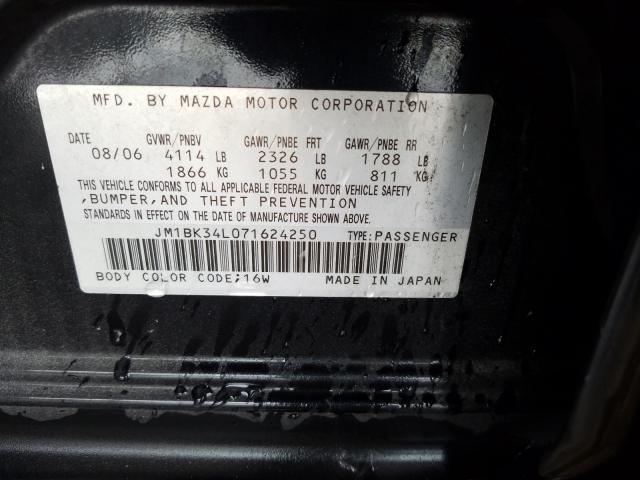 MFD. BY MAZDA MOTOR CORPORATION
DATE GVWR/PNBV GAWR/PNBE FRT GAWR/PNBE RR
08/06 4114 LB 2326 LB 1788 LB
1866 KG 1055 KG 811 KG
THIS VEHICLE CONFORMS TO ALL APPLICABLE FEDERAL MOTOR VEHICLE SAFETY
,BUMPER,AND THEFT PREVENTION
STANDARDS IN EFFECT ON THE DATE OF MANUFACTURE SHOWN ABOVE.
JM1BK34L071624250 TYPE:PASSENGER
BODY COLOR CODE:16W MADE IN JAPAN